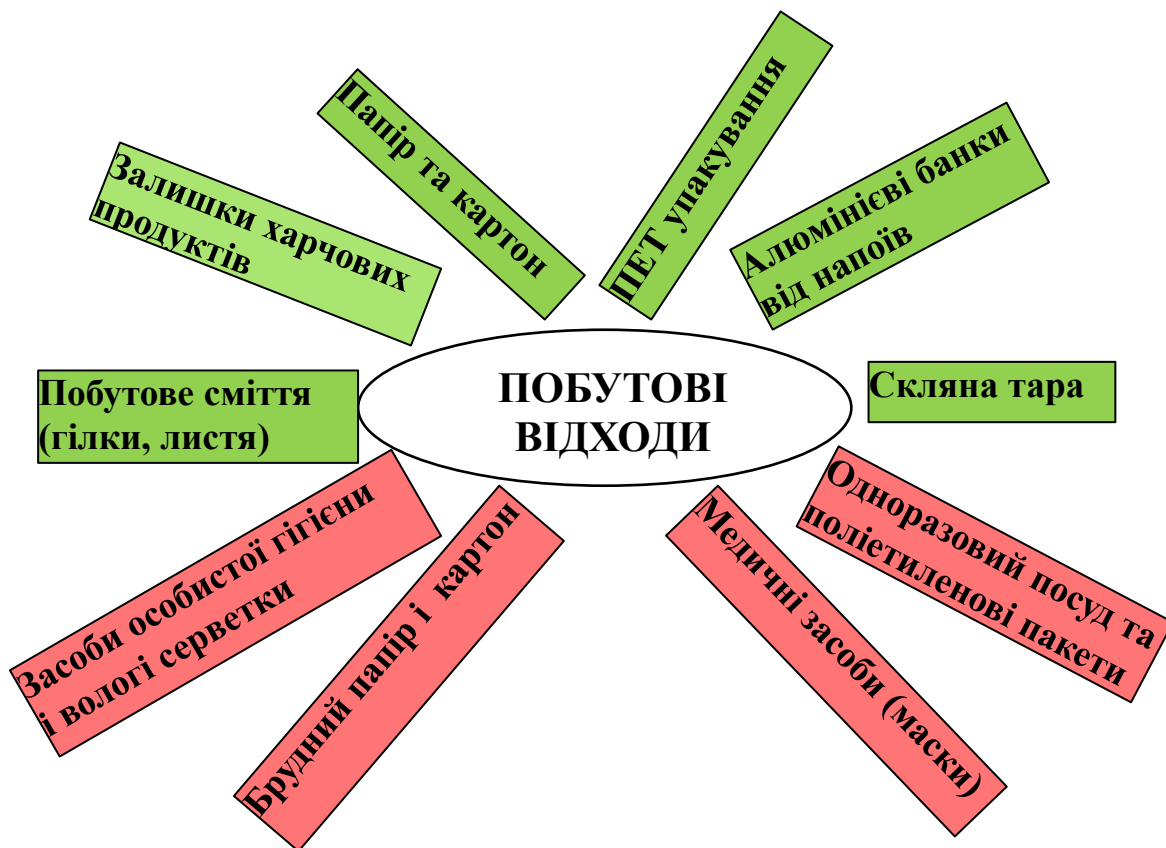 Залишки харчових
продуктів
Папір та картон
ПЕТ упакування
Алюмінієві банки
від напоїв
Побутове сміття
(гілки, листя)
ПОБУТОВІ
ВІДХОДИ
Скляна тара
Засоби особистої гігієни
і вологі серветки
Брудний папір і картон
Медичні засоби (маски)
Одноразовий посуд та
поліетиленові пакети